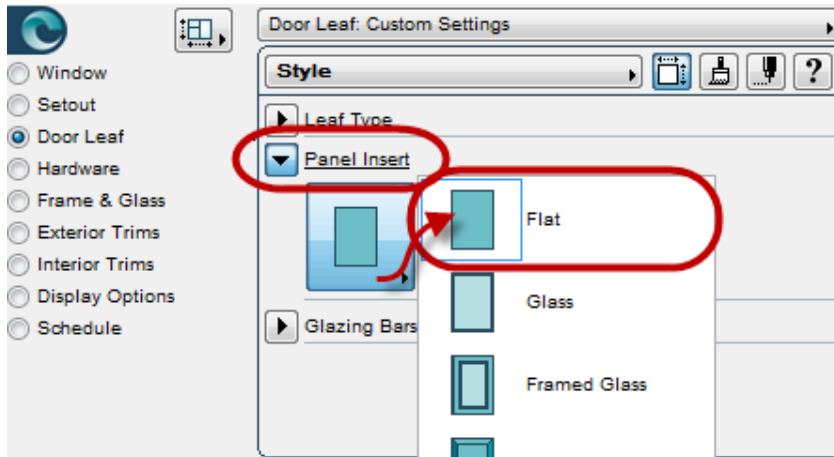 Door Leaf: Custom Settings
Window
Setout
Door Leaf
Hardware
Frame & Glass
Exterior Trims
Interior Trims
Display Options
Schedule
Style
?
Leaf Type
Panel Insert
Flat
Glass
Framed Glass
Glazing Bars